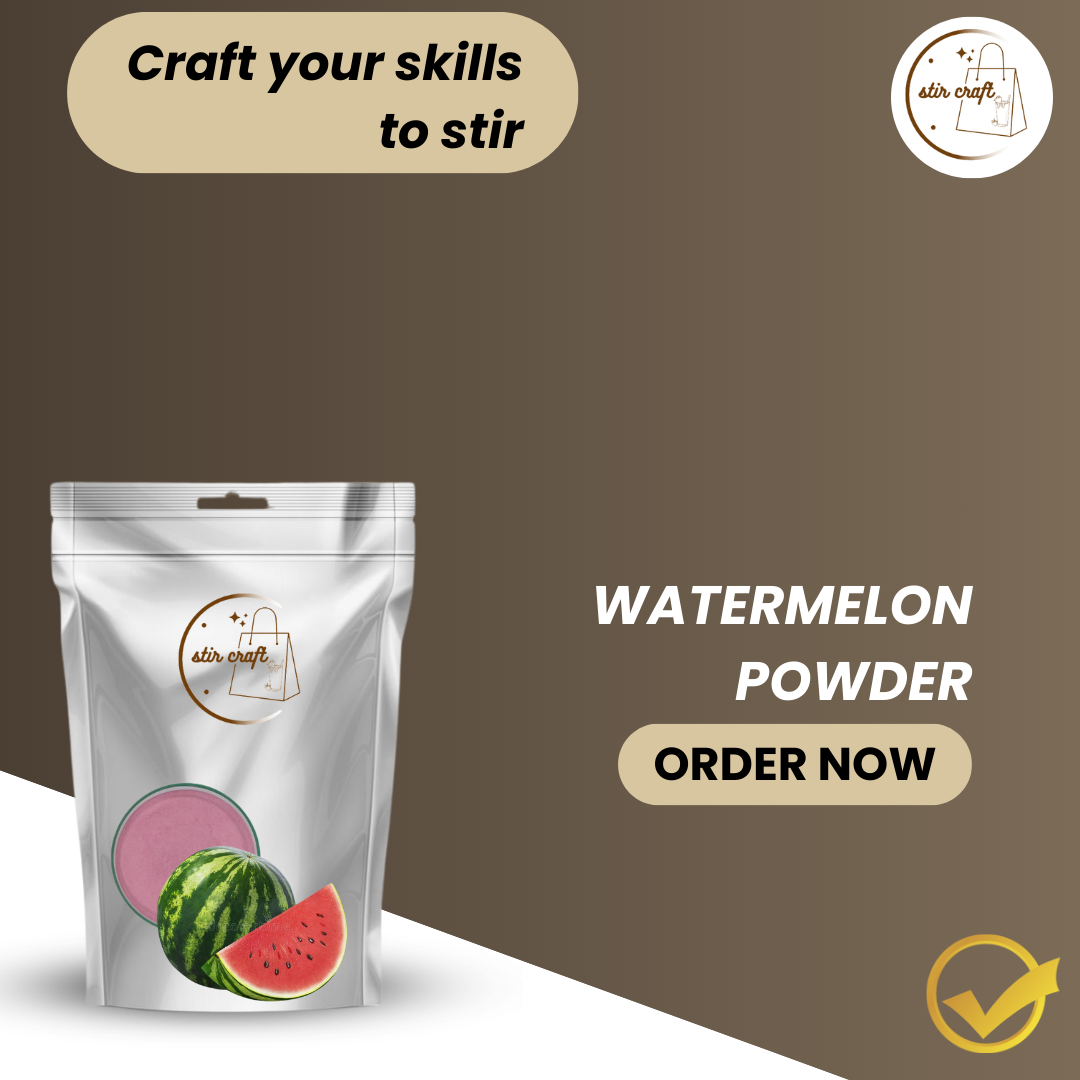 Craft your skills
to stir
stir craft
stir craft
WATERMELON
POWDER
ORDER NOW